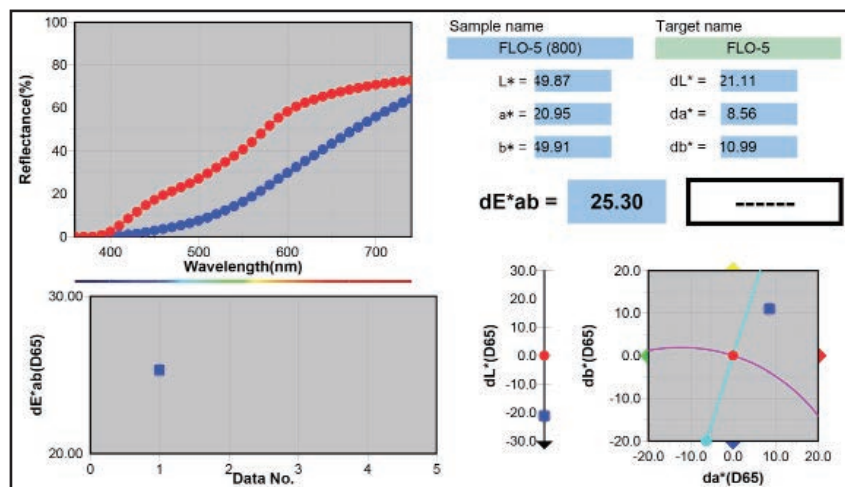 Sample name
Target name
FLO-5 (800)
FLO-5
L* = 49.87
dL* = 21.11
a* = 20.95
da* = 8.56
b* = 49.91
db* = 10.99
dE*ab = 25.30
------
Reflectance(%)
100
80
60
40
20
0
400 500 600 700
Wavelength(nm)
dE*ab(D65)
30.00
20.00
0 1 2 3 4 5
Data No.
dL*(D65)
30.0
20.0
10.0
0.0
-10.0
-20.0
-30.0
db*(D65)
20.0
10.0
0.0
-10.0
-20.0
-20.0 -10.0 0.0 10.0 20.0
da*(D65)